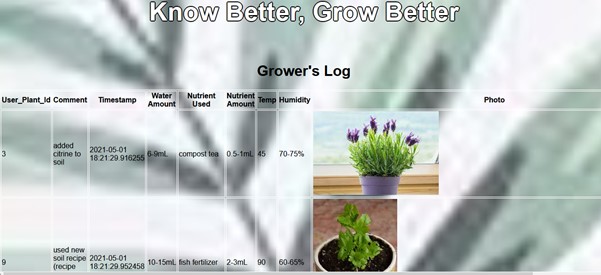 Know Better, Grow Better
Grower's Log
User_Plant_Id Comment Timestamp Water Amount Nutrient Used Nutrient Amount Temp Humidity Photo
3 added citrine to soil 2021-05-01 18:21:29.916255 6-9mL compost tea 0.5-1mL 45 70-75%
9 used new soil recipe (recipe 2021-05-01 18:21:29.952458 10-15mL fish fertilizer 2-3mL 90 60-65%